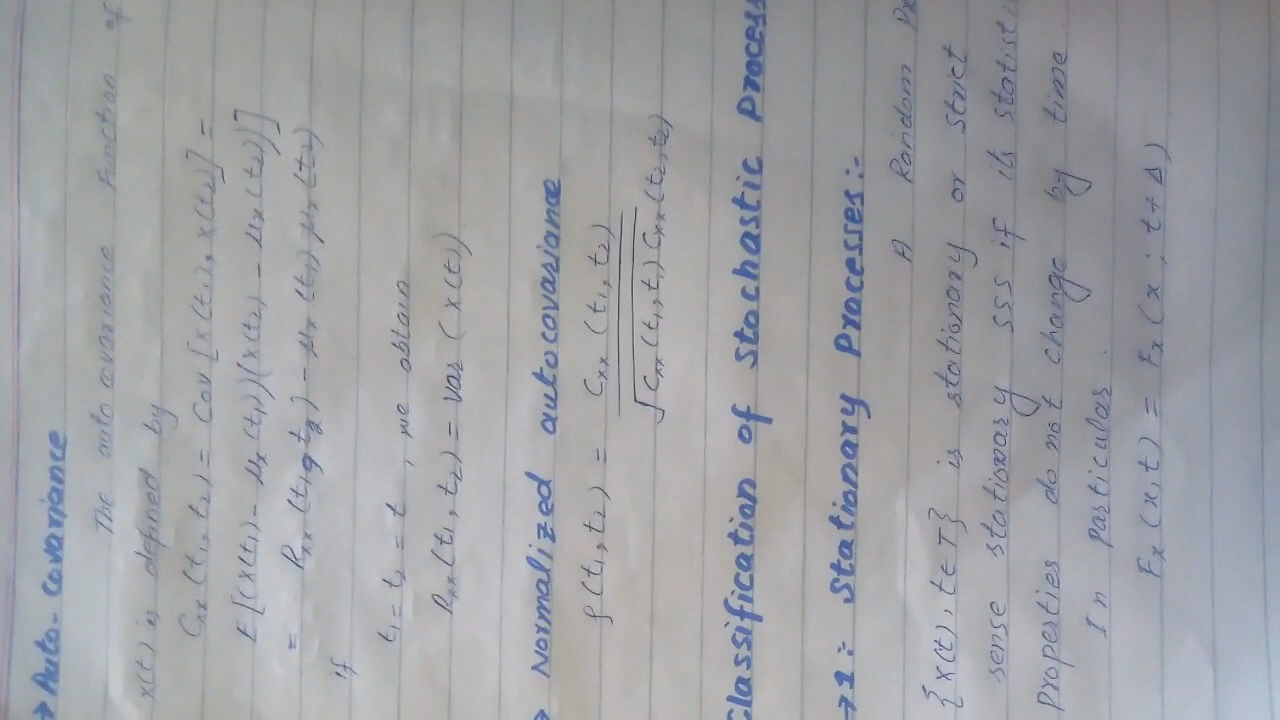 → Auto-covariance
The auto covariance Function of
x(t) is defined by
Cxx(t1,t2) = Cov[x(t1), x(t2)] =
E[(x(t1) - μx(t1))(x(t2) - μx(t2))]
= Rxx(t1, t2) - μx(t1) μx(t2)
if
t1 = t2 = t, we obtain
Rxx(t1, t2) = var(x(t))
→ Normalized autocovariance
ρ(t1,t2) = Cxx(t1,t2)
√Cxx(t1,t1) Cxx(t2,t2)
Classification of Stochastic Process
→ 1: Stationary Processes:-
A Random
{x(t), t∈T} is stationary or strict
sense stationary SSS if its statist
Properties do not change by time.
In particular.
Fx(x,t) = Fx(x; t+Δ)